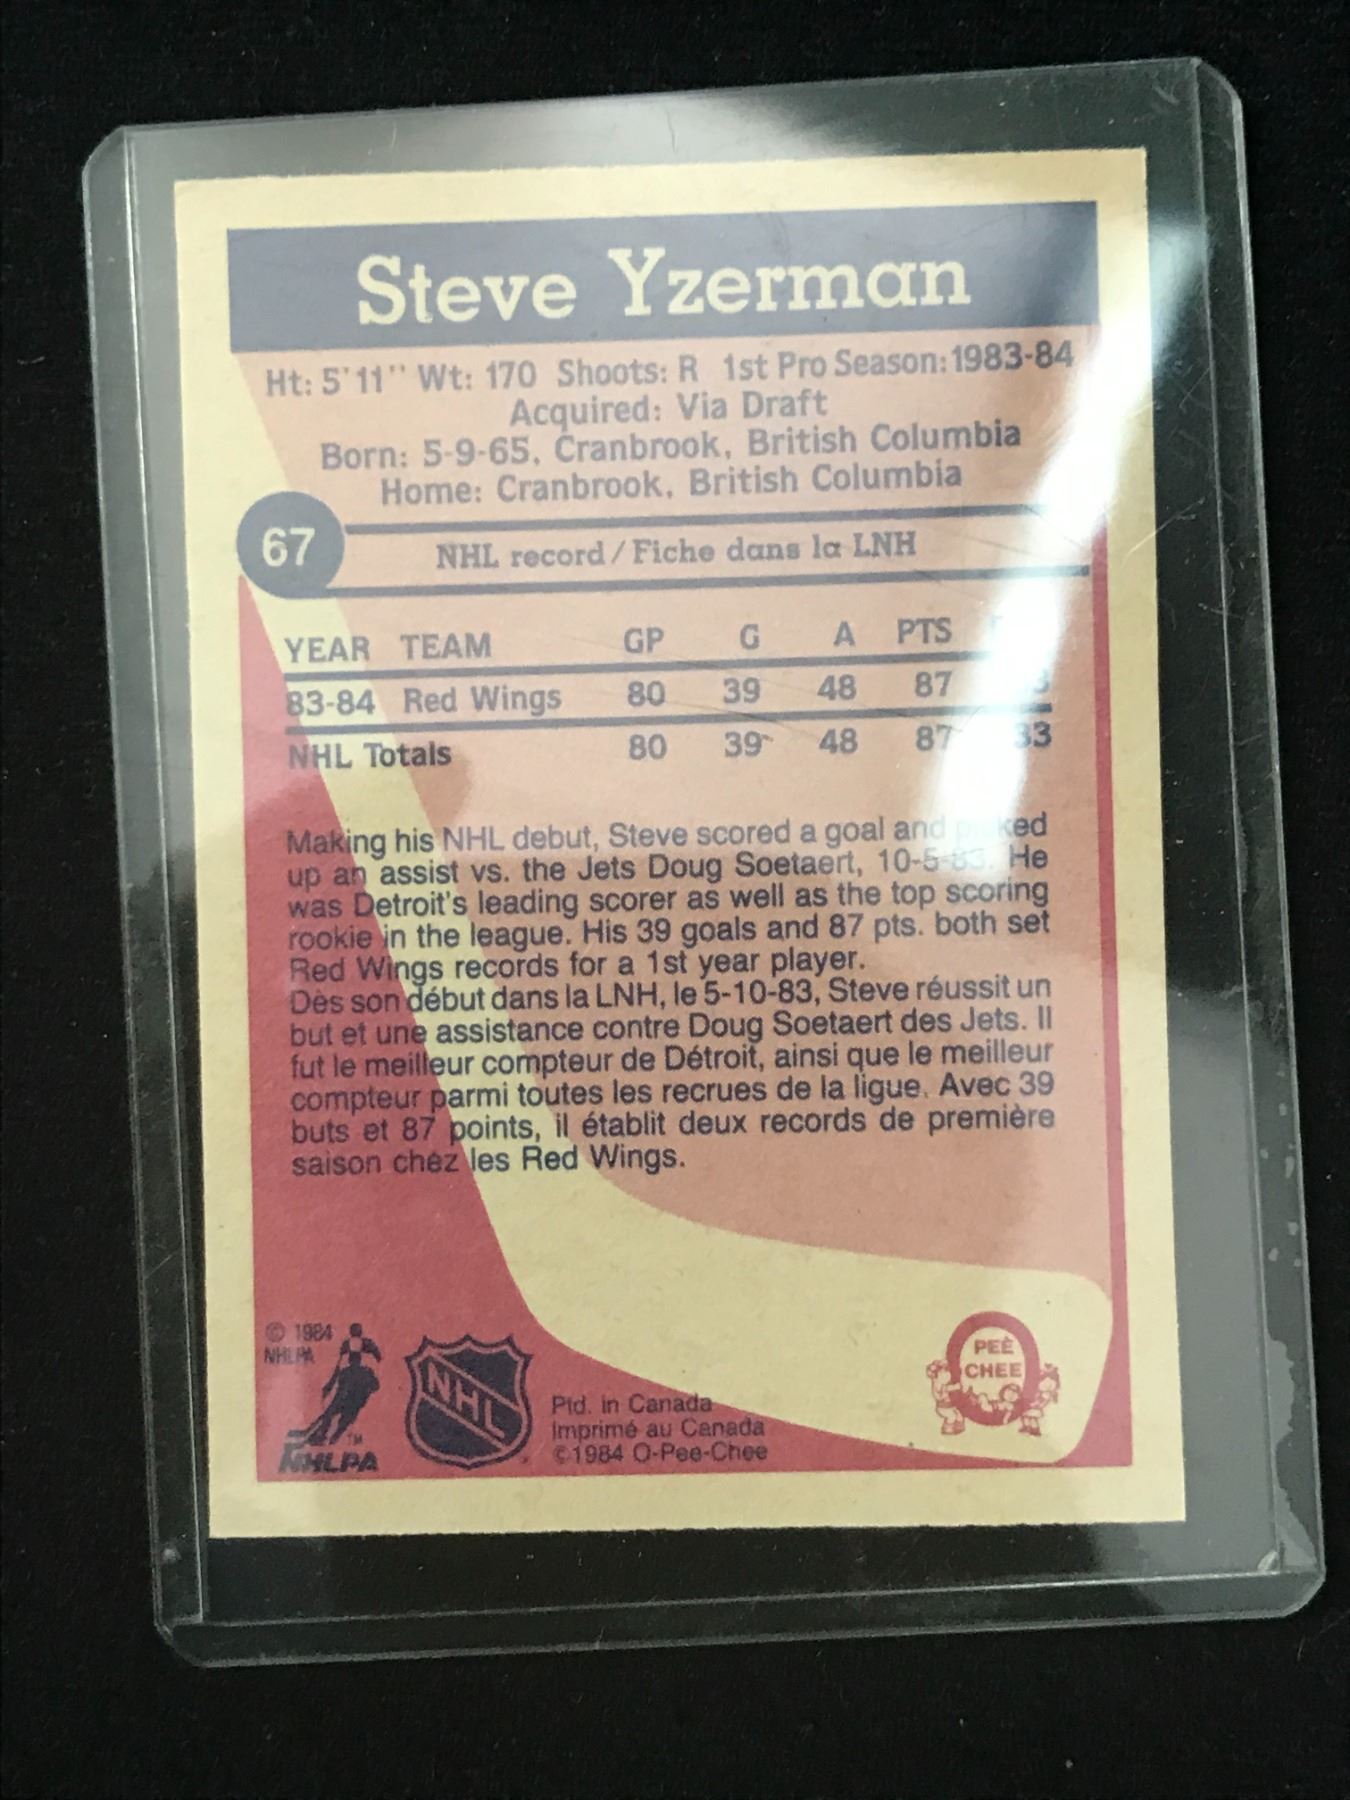 Steve Yzerman
Ht: 5'11" Wt: 170 Shoots: R 1st Pro Season: 1983-84
Acquired: Via Draft
Born: 5-9-65, Cranbrook, British Columbia
Home: Cranbrook, British Columbia
67
NHL record / Fiche dans la LNH
YEAR TEAM GP G A PTS
83-84 Red Wings 80 39 48 87
NHL Totals 80 39 48 87 33
Making his NHL debut, Steve scored a goal and picked
up an assist vs. the Jets Doug Soetaert, 10-5-83. He
was Detroit's leading scorer as well as the top scoring
rookie in the league. His 39 goals and 87 pts. both set
Red Wings records for a 1st year player.
Dès son début dans la LNH, le 5-10-83, Steve réussit un
but et une assistance contre Doug Soetaert des Jets. Il
fut le meilleur compteur de Détroit, ainsi que le meilleur
compteur parmi toutes les recrues de la ligue. Avec 39
buts et 87 points, il établit deux records de première
saison chez les Red Wings.
© 1984
NHLPA
TM
NHLPA
NHL
Ptd. in Canada
Imprimé au Canada
©1984 O-Pee-Chee
PEE
CHEE